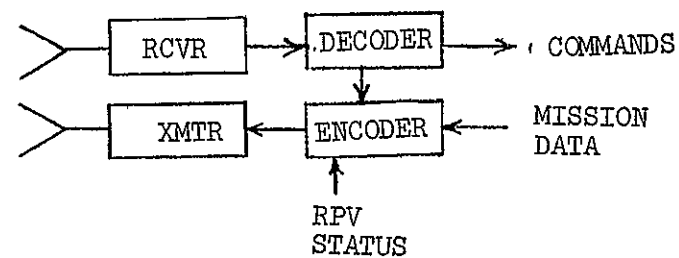 RCVR
DECODER
COMMANDS
XMTR
ENCODER
MISSION
DATA
RPV
STATUS